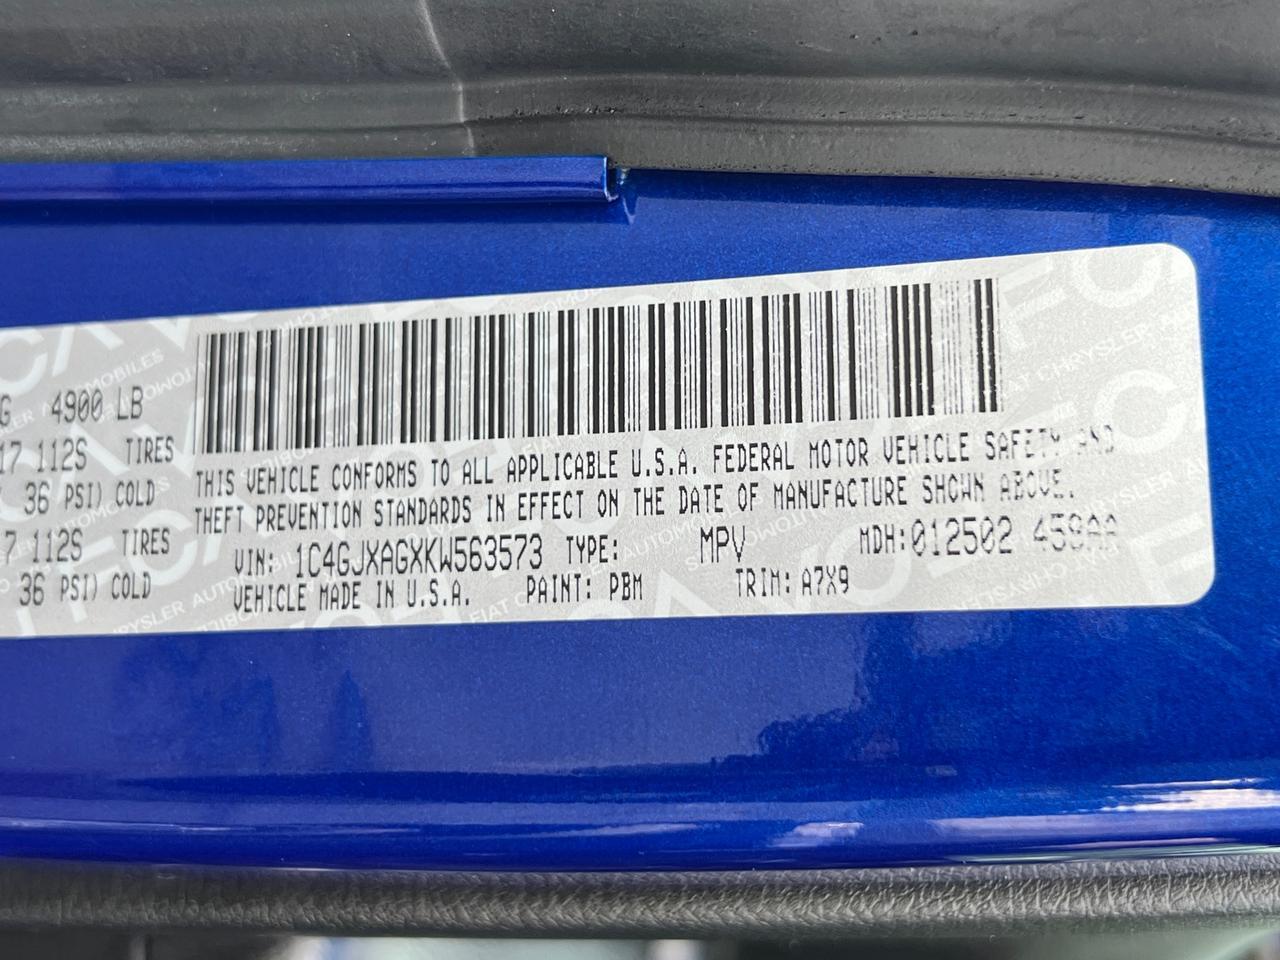 G 4900 LB
17 112S TIRES
36 PSI) COLD
7 112S TIRES
36 PSI) COLD
THIS VEHICLE CONFORMS TO ALL APPLICABLE U.S.A. FEDERAL MOTOR VEHICLE SAFETY AND
THEFT PREVENTION STANDARDS IN EFFECT ON THE DATE OF MANUFACTURE SHOWN ABOVE.
VIN: 1C4GJXAGXKW563573 TYPE: MPV MDH: 012502 459AA
VEHICLE MADE IN U.S.A. PAINT: PBM TRIM: A7X9